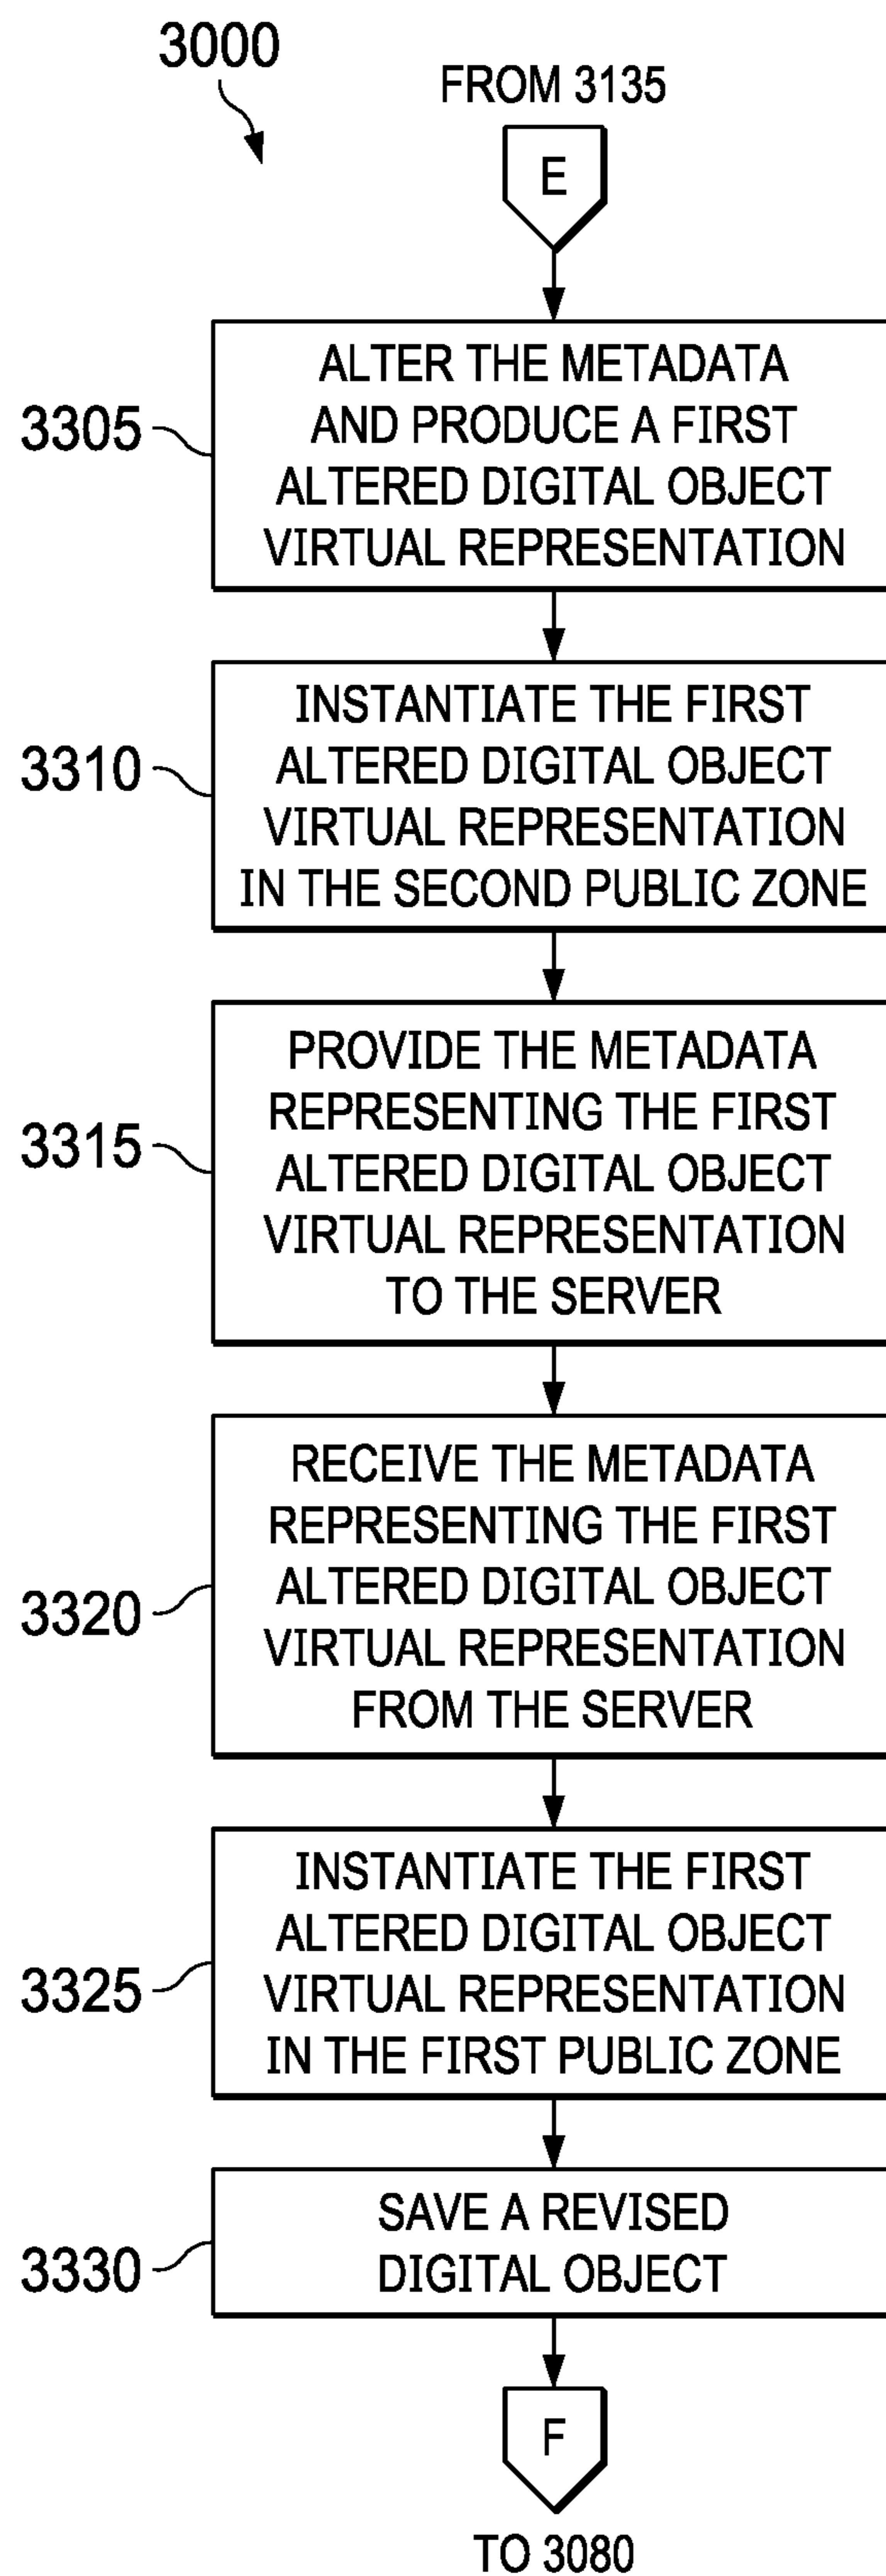 3000
FROM 3135
E
3305
ALTER THE METADATA
AND PRODUCE A FIRST
ALTERED DIGITAL OBJECT
VIRTUAL REPRESENTATION
3310
INSTANTIATE THE FIRST
ALTERED DIGITAL OBJECT
VIRTUAL REPRESENTATION
IN THE SECOND PUBLIC ZONE
3315
PROVIDE THE METADATA
REPRESENTING THE FIRST
ALTERED DIGITAL OBJECT
VIRTUAL REPRESENTATION
TO THE SERVER
3320
RECEIVE THE METADATA
REPRESENTING THE FIRST
ALTERED DIGITAL OBJECT
VIRTUAL REPRESENTATION
FROM THE SERVER
3325
INSTANTIATE THE FIRST
ALTERED DIGITAL OBJECT
VIRTUAL REPRESENTATION
IN THE FIRST PUBLIC ZONE
3330
SAVE A REVISED
DIGITAL OBJECT
F
TO 3080